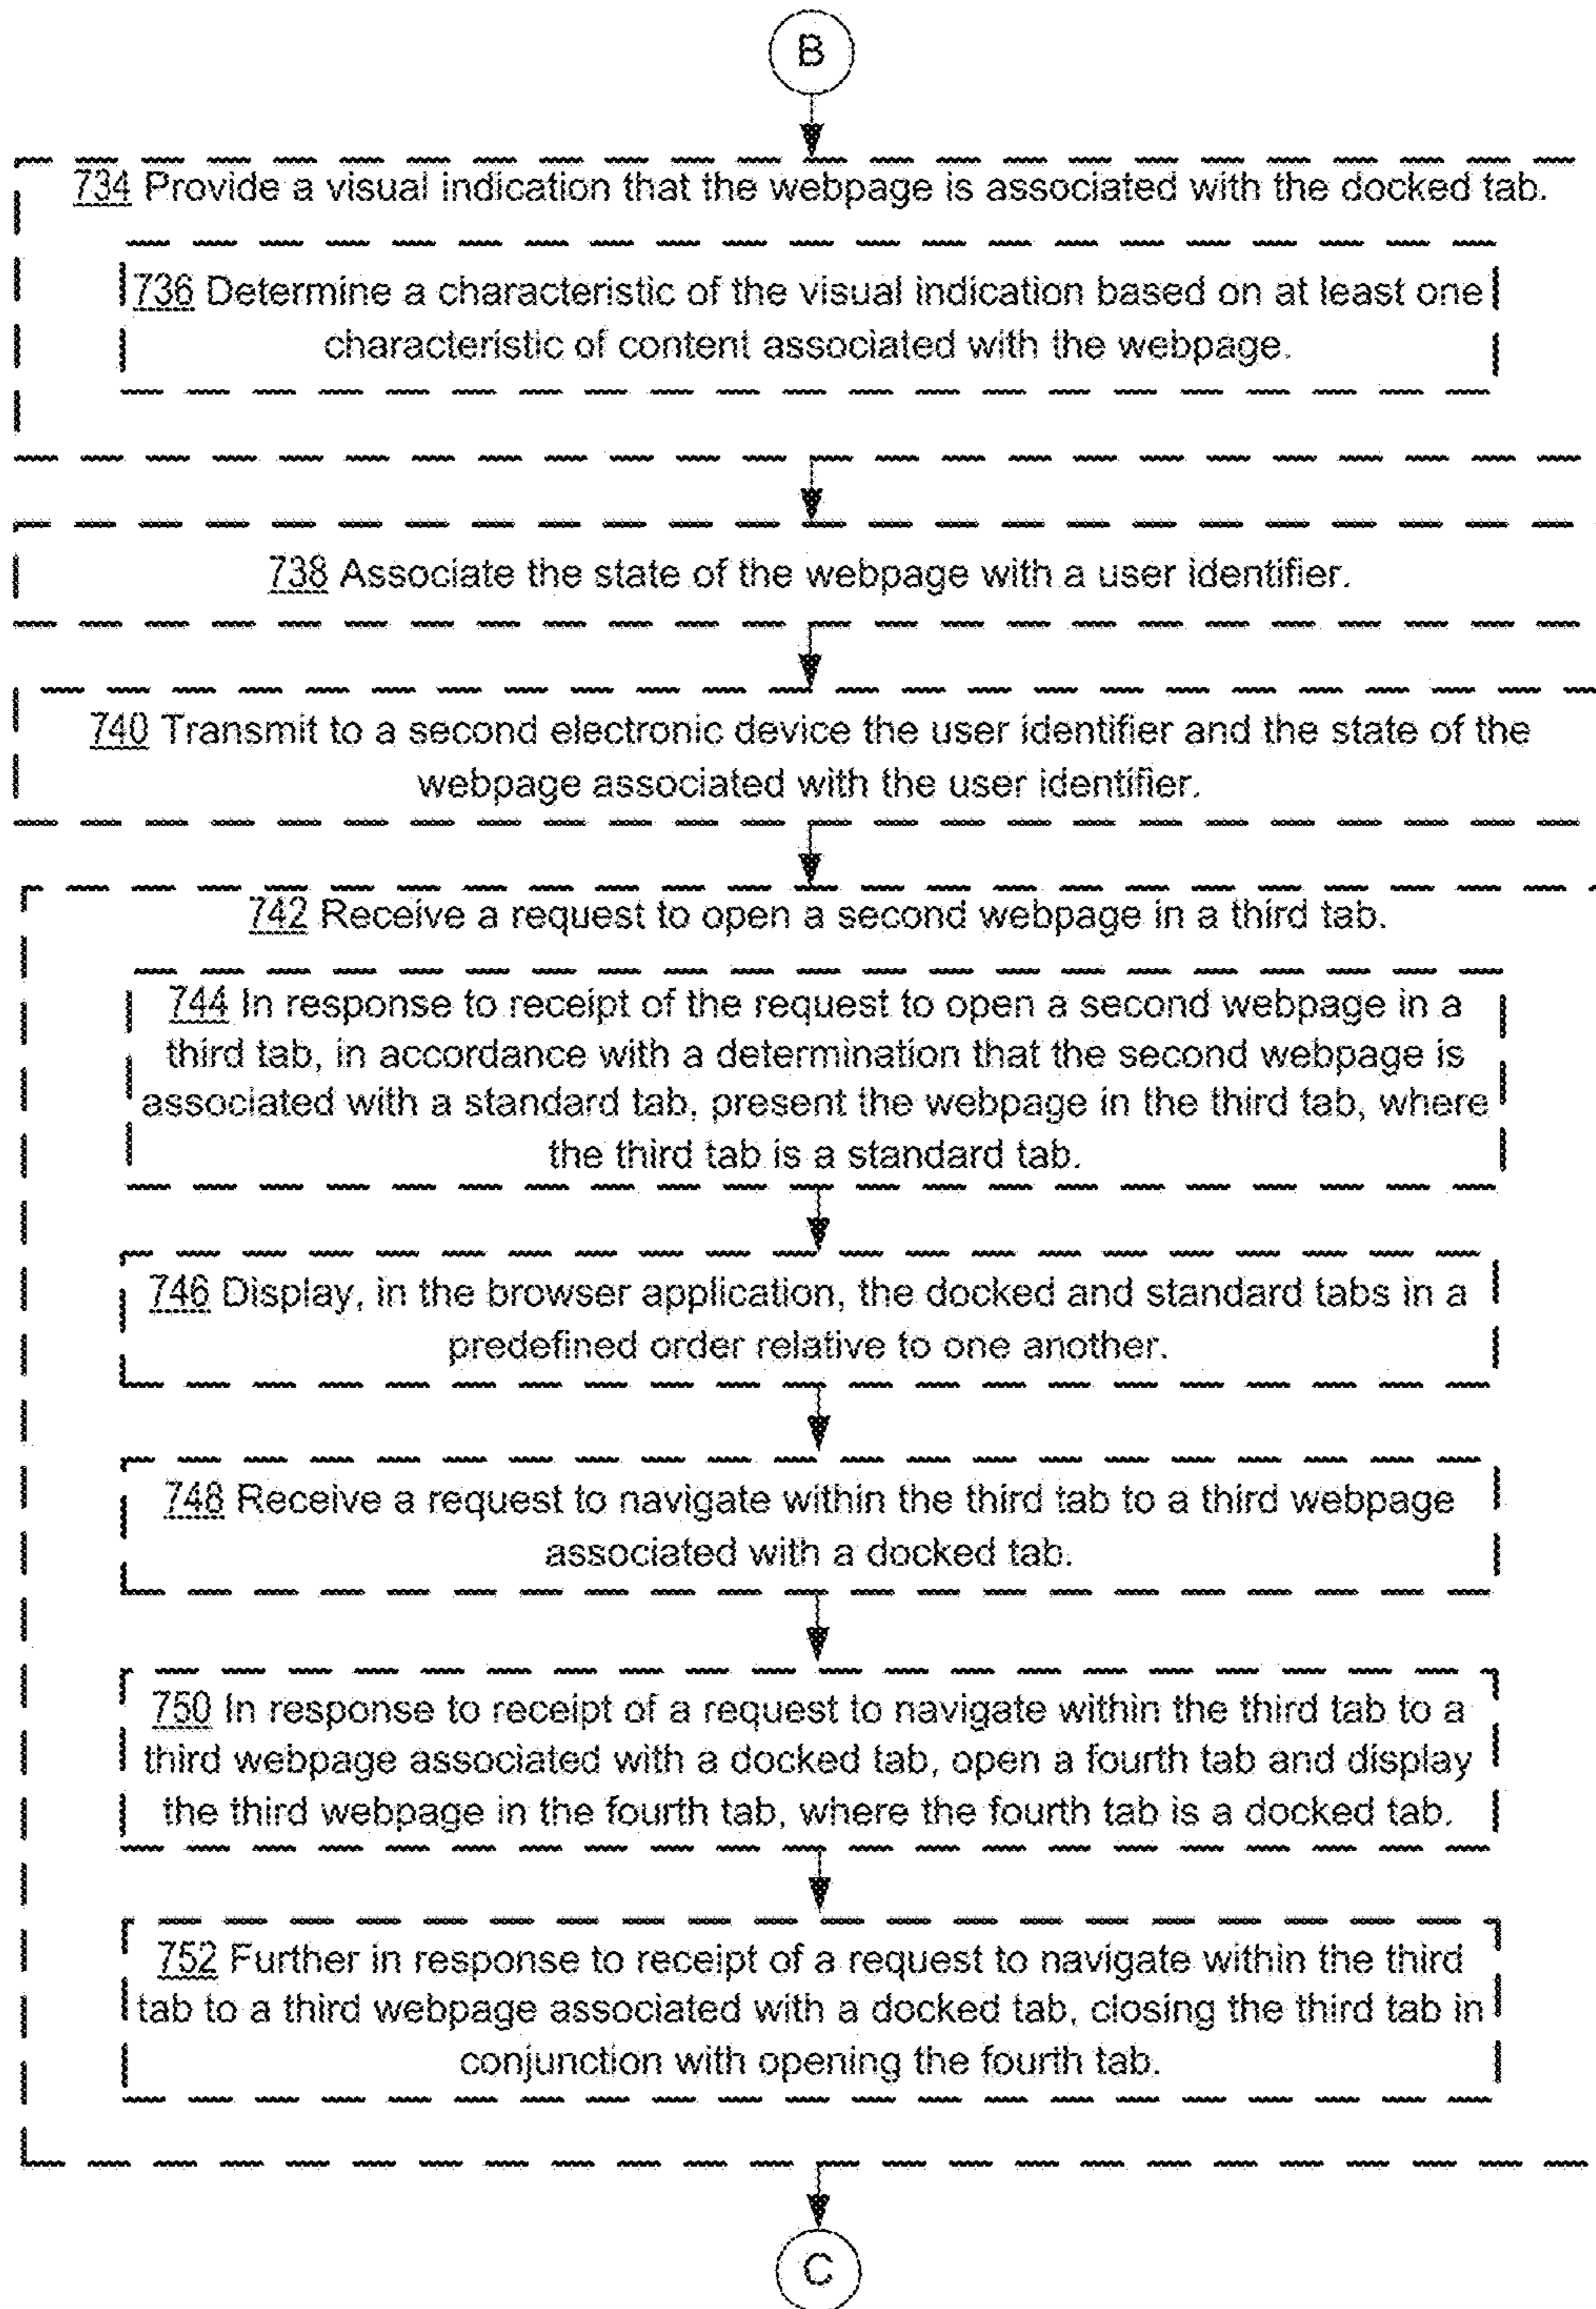 B
734 Provide a visual indication that the webpage is associated with the docked tab.
736 Determine a characteristic of the visual indication based on at least one
characteristic of content associated with the webpage.
738 Associate the state of the webpage with a user identifier.
740 Transmit to a second electronic device the user identifier and the state of the
webpage associated with the user identifier.
742 Receive a request to open a second webpage in a third tab.
744 In response to receipt of the request to open a second webpage in a
third tab, in accordance with a determination that the second webpage is
associated with a standard tab, present the webpage in the third tab, where
the third tab is a standard tab.
746 Display, in the browser application, the docked and standard tabs in a
predefined order relative to one another.
748 Receive a request to navigate within the third tab to a third webpage
associated with a docked tab.
750 In response to receipt of a request to navigate within the third tab to a
third webpage associated with a docked tab, open a fourth tab and display
the third webpage in the fourth tab, where the fourth tab is a docked tab.
752 Further in response to receipt of a request to navigate within the third
tab to a third webpage associated with a docked tab, closing the third tab in
conjunction with opening the fourth tab.
C